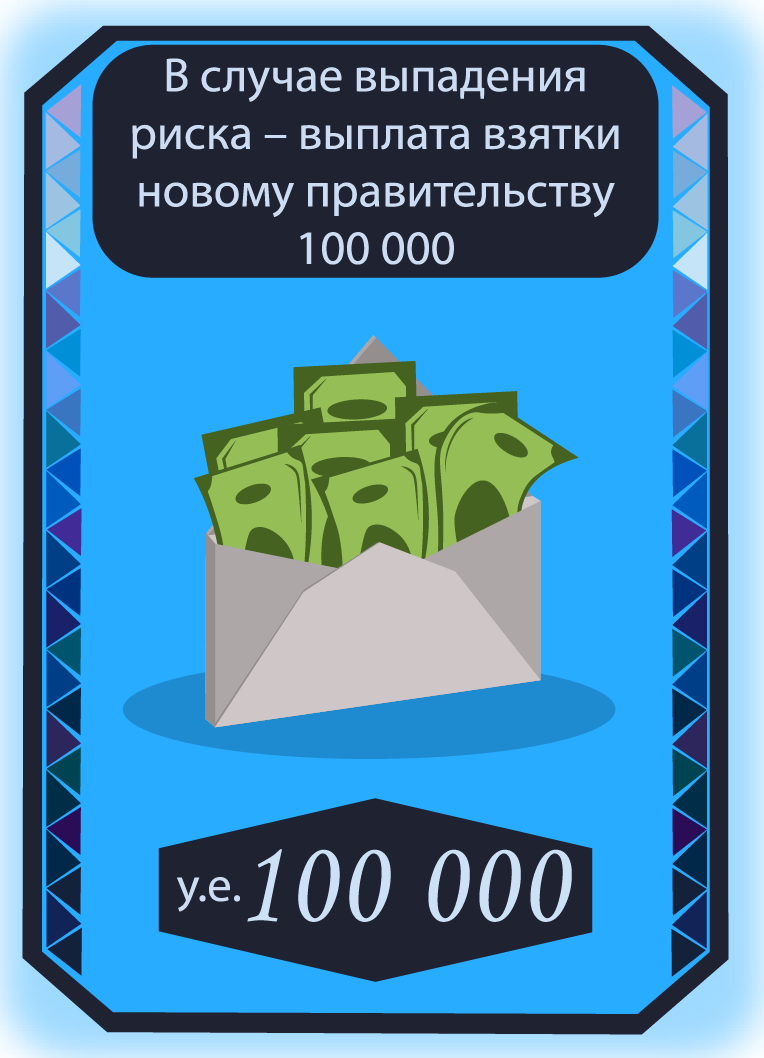 В случае выпадения
риска – выплата взятки
новому правительству
100 000
у.е. 100 000